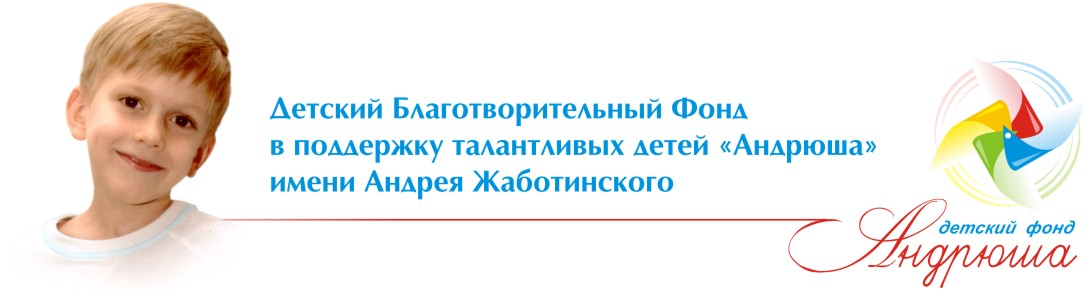 Детский Благотворительный Фонд
в поддержку талантливых детей «Андрюша»
имени Андрея Жаботинского
детский фонд
Андрюша